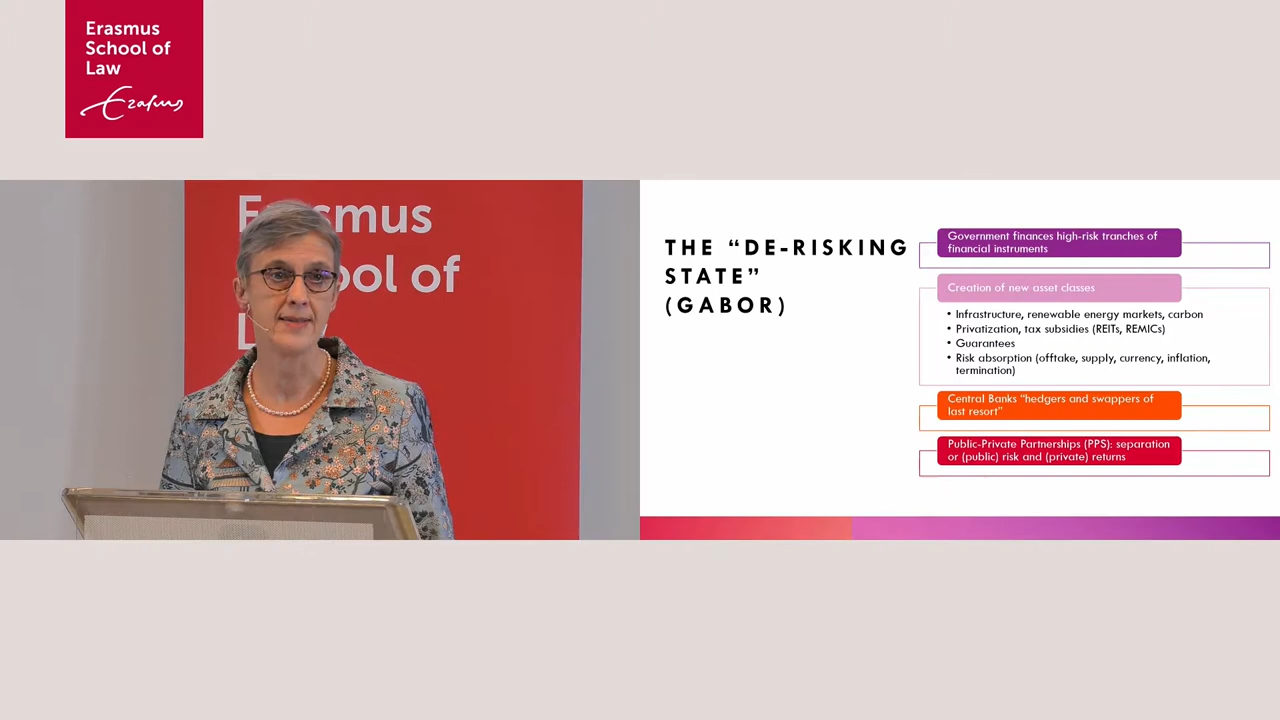 Erasmus
School of
Law
Erasmus
Erasmus
School of
L
THE “DE-RISKING
STATE”
(GABOR)
Government finances high-risk tranches of
financial instruments
Creation of new asset classes
• Infrastructure, renewable energy markets, carbon
• Privatization, tax subsidies (REITs, REMICs)
• Guarantees
• Risk absorption (offtake, supply, currency, inflation,
termination)
Central Banks “hedgers and swappers of
last resort”
Public-Private Partnerships (PPS): separation
or (public) risk and (private) returns